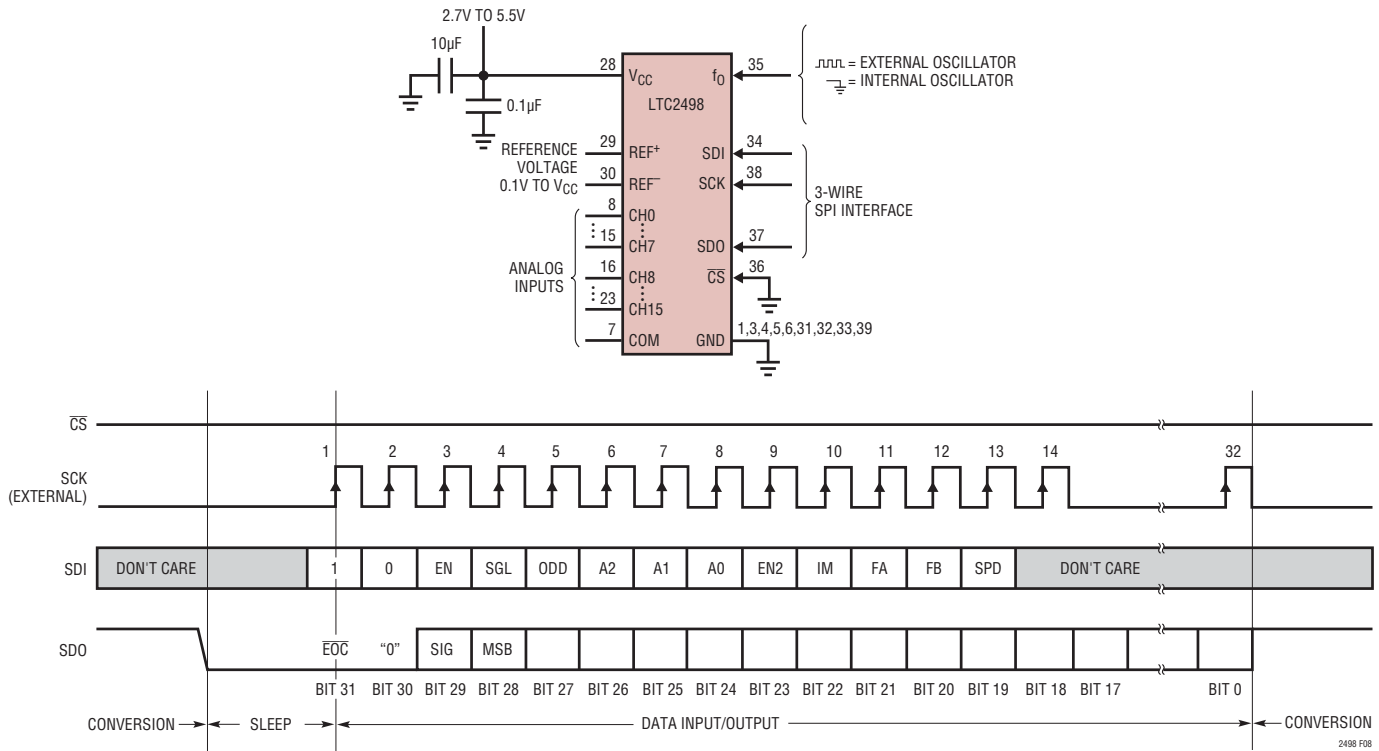 2.7V TO 5.5V
10µF
0.1µF
28
VCC
fO
35
= EXTERNAL OSCILLATOR
= INTERNAL OSCILLATOR
LTC2498
REFERENCE
VOLTAGE
0.1V TO VCC
29
REF+
30
REF−
SDI
34
SCK
38
SDO
37
CS
36
3-WIRE
SPI INTERFACE
ANALOG
INPUTS
8
CH0
15
CH7
16
CH8
23
CH15
7
COM
GND
1,3,4,5,6,31,32,33,39
CS
SCK
(EXTERNAL)
1 2 3 4 5 6 7 8 9 10 11 12 13 14 32
SDI DON'T CARE 1 0 EN SGL ODD A2 A1 A0 EN2 IM FA FB SPD DON'T CARE
SDO EOC “0” SIG MSB
BIT 31 BIT 30 BIT 29 BIT 28 BIT 27 BIT 26 BIT 25 BIT 24 BIT 23 BIT 22 BIT 21 BIT 20 BIT 19 BIT 18 BIT 17 BIT 0
CONVERSION SLEEP DATA INPUT/OUTPUT CONVERSION
2498 F08